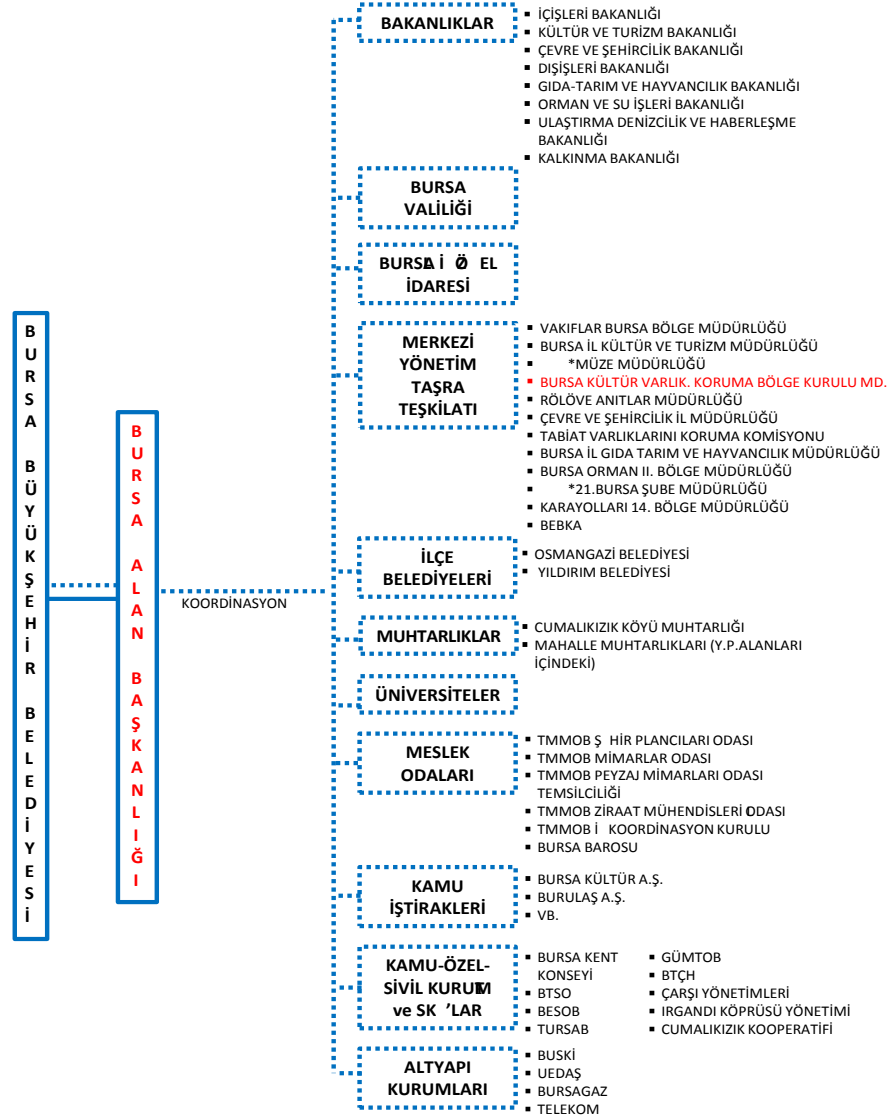 BURSA BÜYÜKŞEHİR BELEDİYESİ
BURSA ALAN BAŞKANLIĞI
KOORDİNASYON
BAKANLIKLAR
▪ İÇİŞLERİ BAKANLIĞI
▪ KÜLTÜR VE TURİZM BAKANLIĞI
▪ ÇEVRE VE ŞEHİRCİLİK BAKANLIĞI
▪ DIŞİŞLERİ BAKANLIĞI
▪ GIDA-TARIM VE HAYVANCILIK BAKANLIĞI
▪ ORMAN VE SU İŞLERİ BAKANLIĞI
▪ ULAŞTIRMA DENİZCİLİK VE HABERLEŞME
BAKANLIĞI
▪ KALKINMA BAKANLIĞI
BURSA
VALİLİĞİ
EL
İDARESİ
MERKEZİ
YÖNETİM
TAŞRA
TEŞKİLATI
▪ VAKIFLAR BURSA BÖLGE MÜDÜRLÜĞÜ
▪ BURSA İL KÜLTÜR VE TURİZM MÜDÜRLÜĞÜ
▪ *MÜZE MÜDÜRLÜĞÜ
▪ BURSA KÜLTÜR VARLIK. KORUMA BÖLGE KURULU MD.
▪ RÖLÖVE ANITLAR MÜDÜRLÜĞÜ
▪ ÇEVRE VE ŞEHİRCİLİK İL MÜDÜRLÜĞÜ
▪ TABİAT VARLIKLARINI KORUMA KOMİSYONU
▪ BURSA İL GIDA TARIM VE HAYVANCILIK MÜDÜRLÜĞÜ
▪ BURSA ORMAN II. BÖLGE MÜDÜRLÜĞÜ
▪ *21.BURSA ŞUBE MÜDÜRLÜĞÜ
▪ KARAYOLLARI 14. BÖLGE MÜDÜRLÜĞÜ
▪ BEBKA
İLÇE
BELEDİYELERİ
▪ OSMANGAZİ BELEDİYESİ
▪ YILDIRIM BELEDİYESİ
MUHTARLIKLAR
▪ CUMALIKIZIK KÖYÜ MUHTARLIĞI
▪ MAHALLE MUHTARLIKLARI (Y.P.ALANLARI
İÇİNDEKİ)
ÜNİVERSİTELER
MESLEK
ODALARI
▪ TMMOB Ş HİR PLANCILARI ODASI
▪ TMMOB MİMARLAR ODASI
▪ TMMOB PEYZAJ MİMARLARI ODASI
TEMSİLCİLİĞİ
▪ TMMOB ZİRAAT MÜHENDİSLERİ ODASI
▪ TMMOB İ KOORDİNASYON KURULU
▪ BURSA BAROSU
KAMU
İŞTİRAKLERİ
▪ BURSA KÜLTÜR A.Ş.
▪ BURULAŞ A.Ş.
▪ VB.
KAMU-ÖZEL-
SİVİL
ve SK 'LAR
▪ BURSA KENT
KONSEYİ
▪ BTSO
▪ BESOB
▪ TURSAB
▪ GÜMTOB
▪ BTÇH
▪ ÇARŞI YÖNETİMLERİ
▪ IRGANDI KÖPRÜSÜ YÖNETİMİ
▪ CUMALIKIZIK KOOPERATİFİ
ALTYAPI
KURUMLARI
▪ BUSKİ
▪ UEDAŞ
▪ BURSAGAZ
▪ TELEKOM